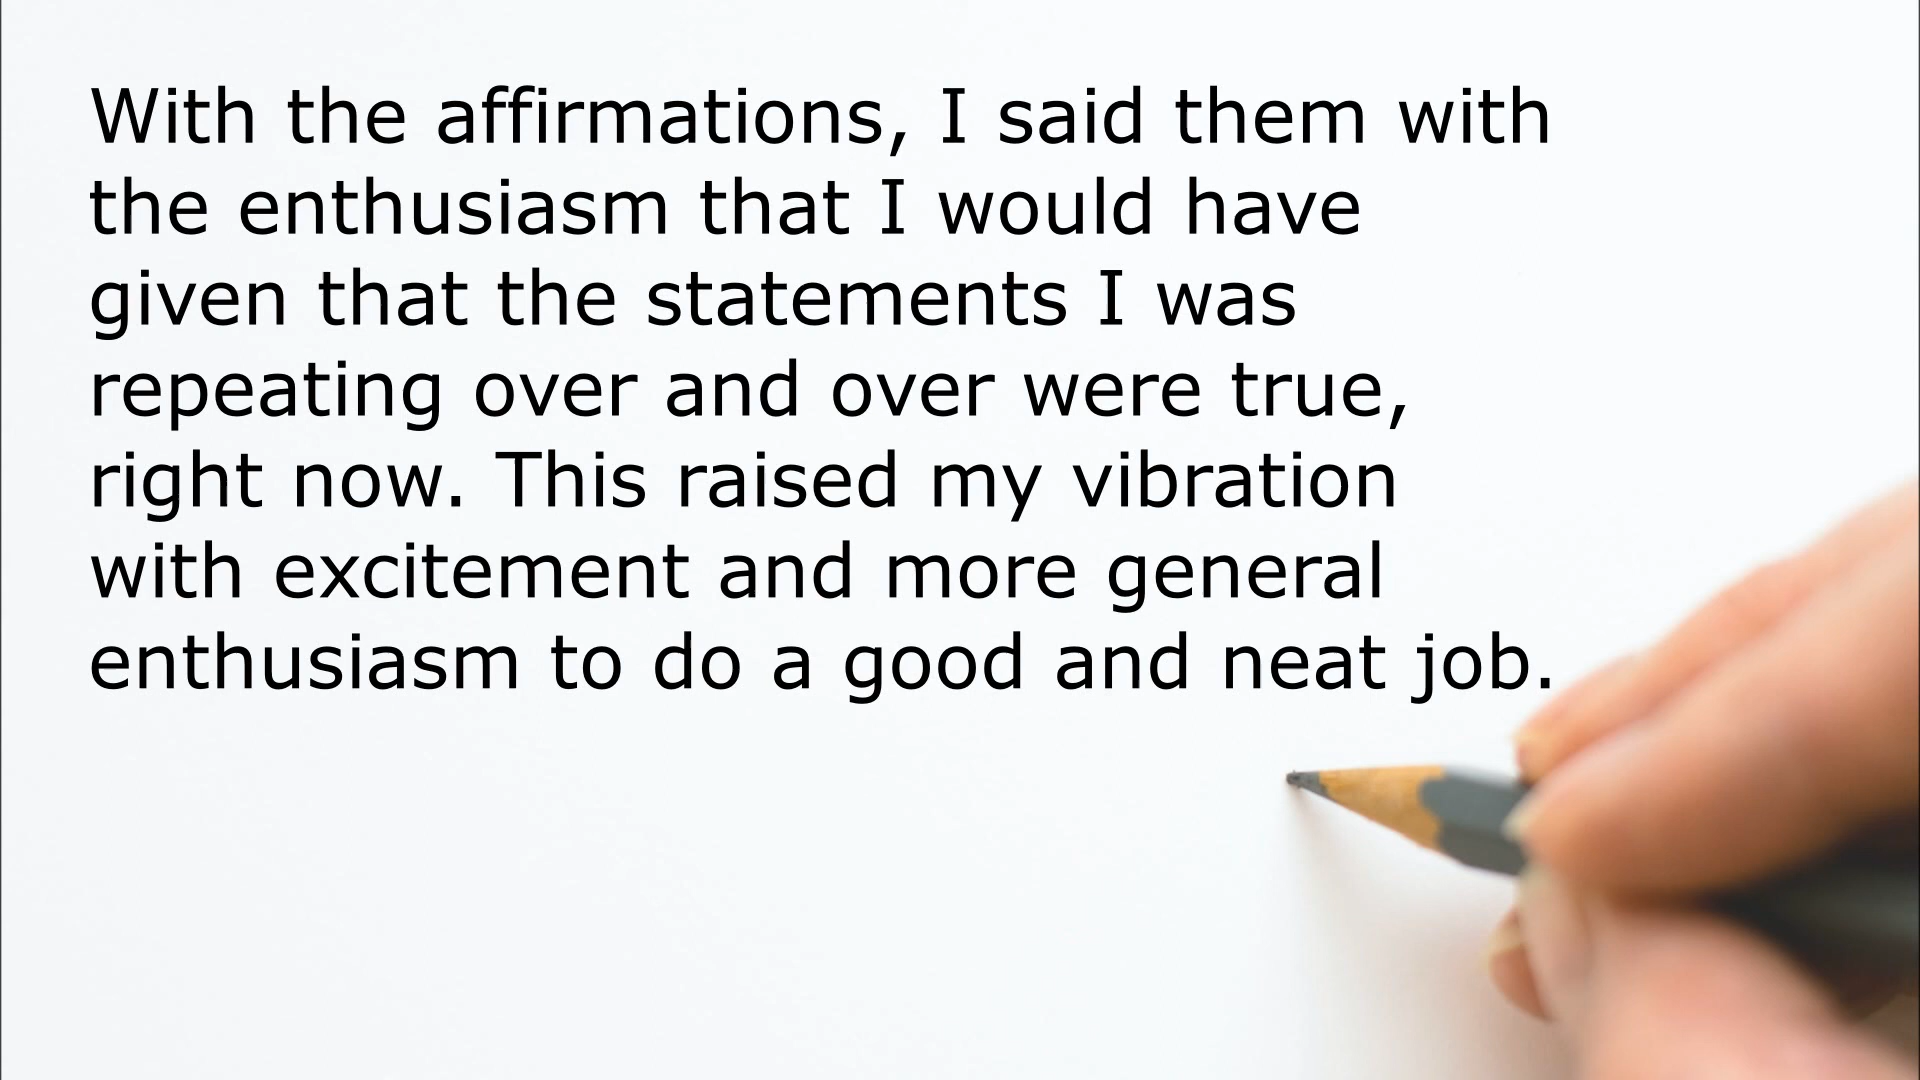 With the affirmations, I said them with
the enthusiasm that I would have
given that the statements I was
repeating over and over were true,
right now. This raised my vibration
with excitement and more general
enthusiasm to do a good and neat job.